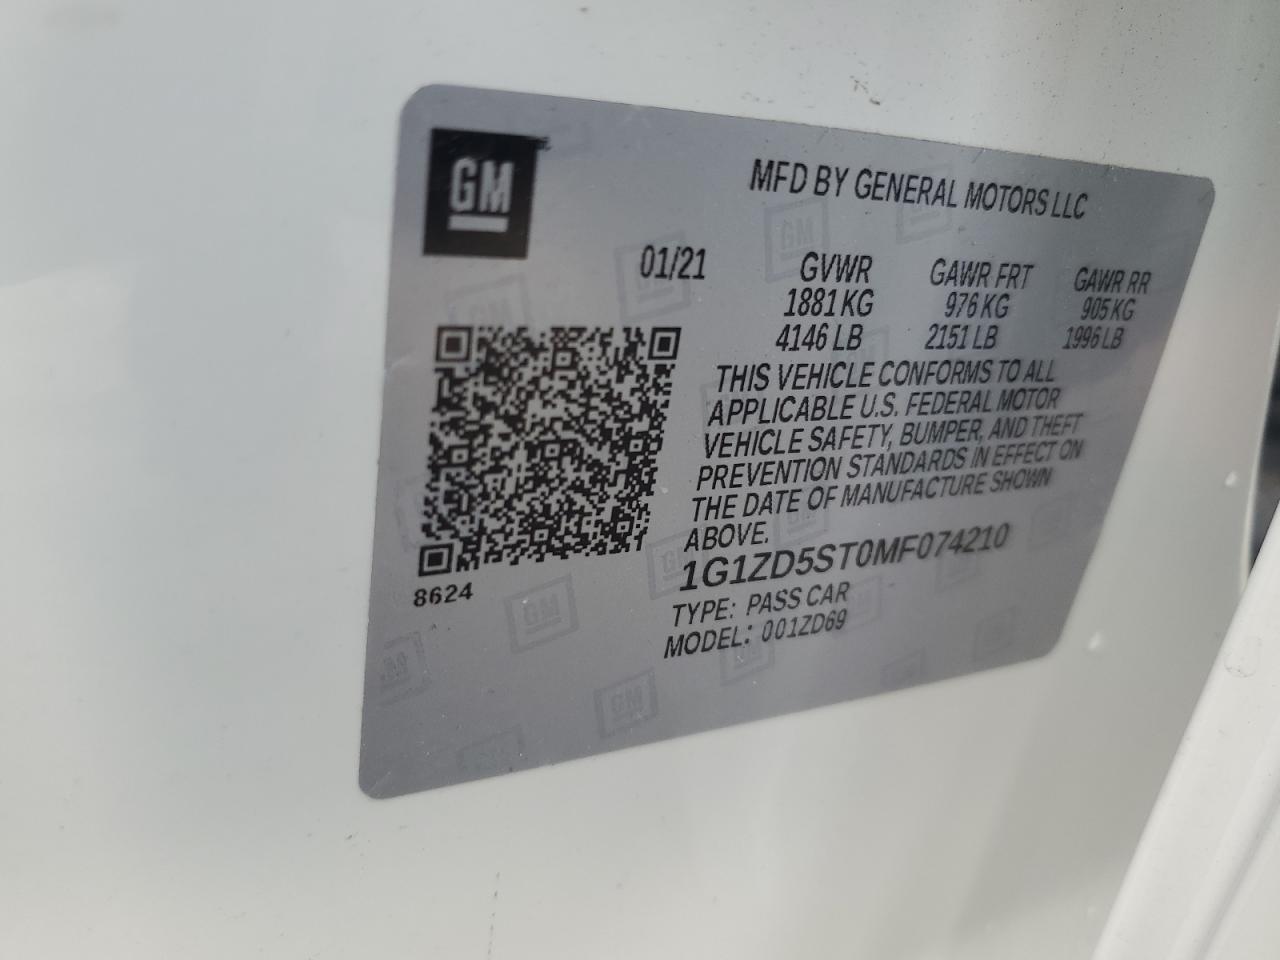 GM
MFD BY GENERAL MOTORS LLC
01/21 GVWR GAWR FRT GAWR RR
1881 KG 976 KG 905 KG
4146 LB 2151 LB 1996 LB
THIS VEHICLE CONFORMS TO ALL
APPLICABLE U.S. FEDERAL MOTOR
VEHICLE SAFETY, BUMPER, AND THEFT
PREVENTION STANDARDS IN EFFECT ON
THE DATE OF MANUFACTURE SHOWN
ABOVE.
1G1ZD5ST0MF074210
8624
TYPE: PASS CAR
MODEL: 001ZD69